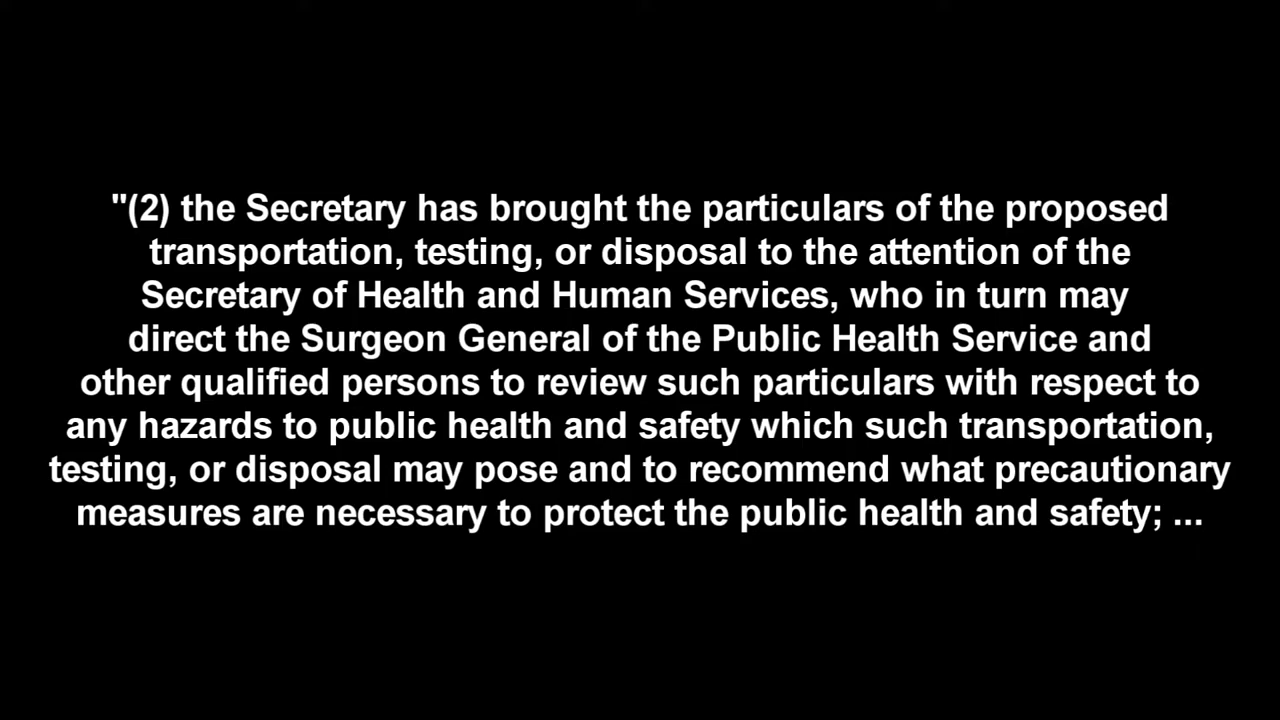 "(2) the Secretary has brought the particulars of the proposed
transportation, testing, or disposal to the attention of the
Secretary of Health and Human Services, who in turn may
direct the Surgeon General of the Public Health Service and
other qualified persons to review such particulars with respect to
any hazards to public health and safety which such transportation,
testing, or disposal may pose and to recommend what precautionary
measures are necessary to protect the public health and safety; ...